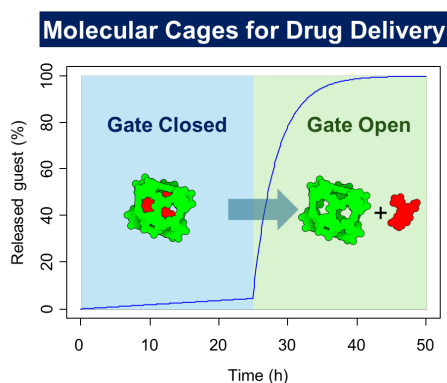 Molecular Cages for Drug Delivery
Gate Closed
Gate Open
+
Released guest (%)
100
80
60
40
20
0
0 10 20 30 40 50
Time (h)